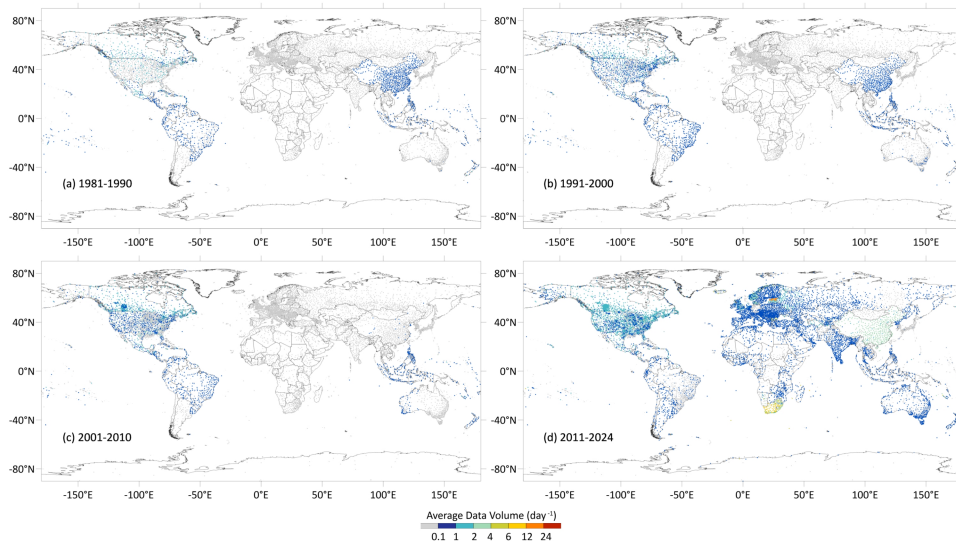 80°N
40°N
0°N
-40°N
-80°N
(a) 1981-1990
-150°E -100°E -50°E 0°E 50°E 100°E 150°E
80°N
40°N
0°N
-40°N
-80°N
(b) 1991-2000
-150°E -100°E -50°E 0°E 50°E 100°E 150°E
80°N
40°N
0°N
-40°N
-80°N
(c) 2001-2010
-150°E -100°E -50°E 0°E 50°E 100°E 150°E
80°N
40°N
0°N
-40°N
-80°N
(d) 2011-2024
-150°E -100°E -50°E 0°E 50°E 100°E 150°E
Average Data Volume (day⁻¹)
0.1 1 2 4 6 12 24